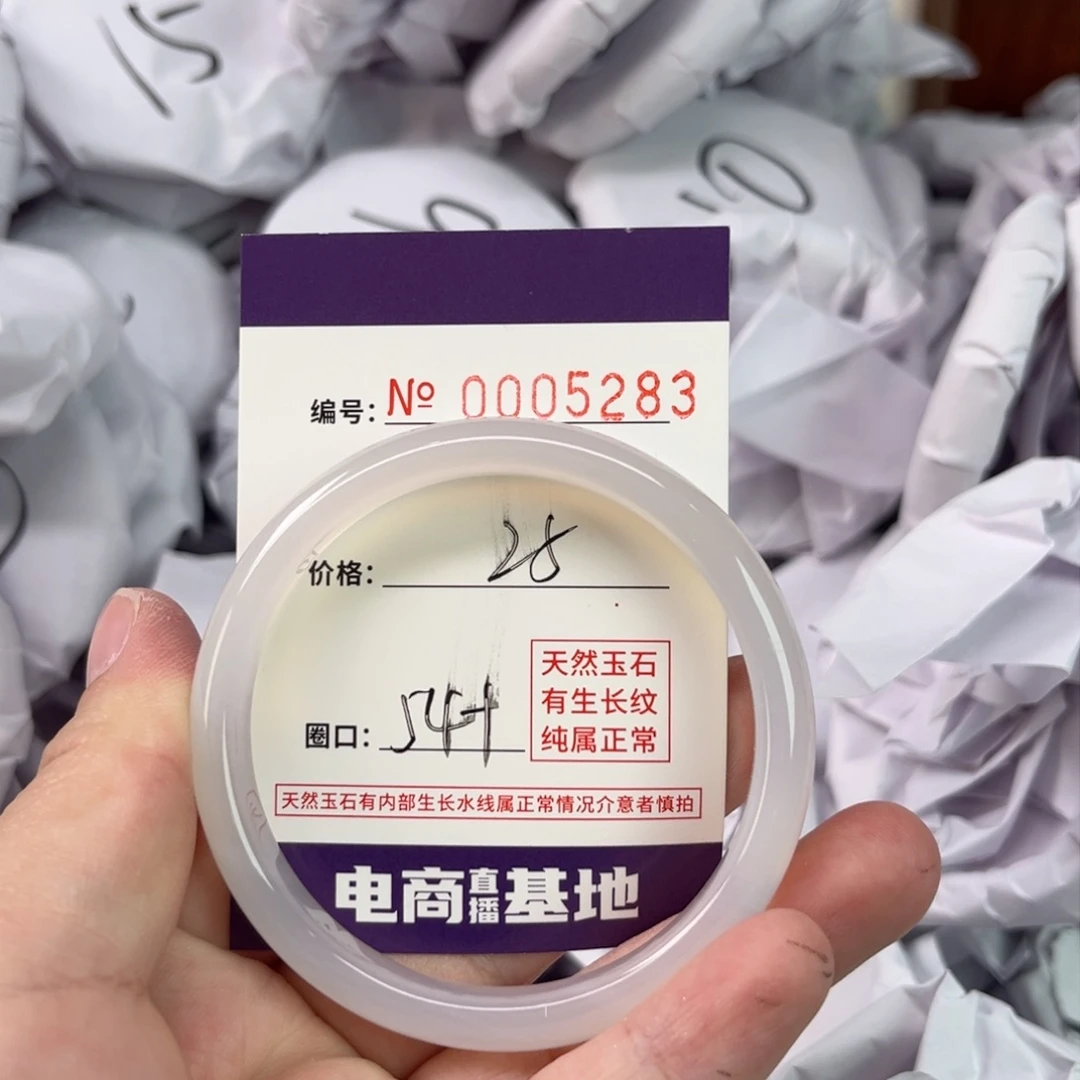 15
10
编号: № 0005283
价格: 28
圈口: 54+
天然玉石
有生长纹
纯属正常
天然玉石有内部生长水线属正常情况介意者慎拍
电商直播基地